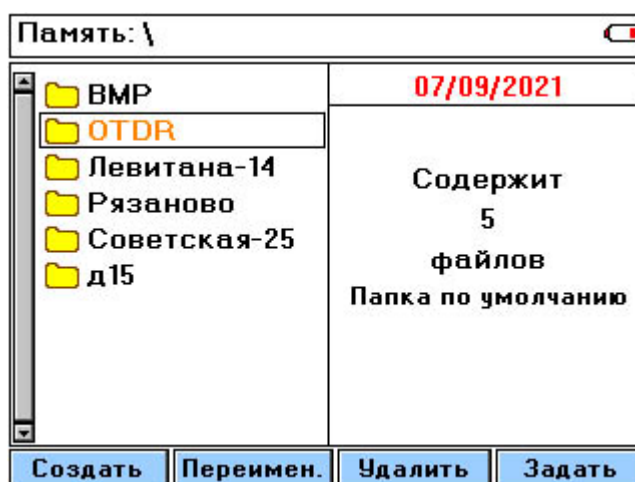 Память: \
BMP
OTDR
Левитана-14
Рязаново
Советская-25
д15
07/09/2021
Содержит
5
файлов
Папка по умолчанию
Создать
Переимен.
Удалить
Задать